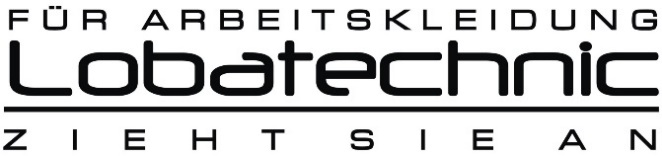 FÜR ARBEITSKLEIDUNG
Lobatechnic
ZIEHT SIE AN